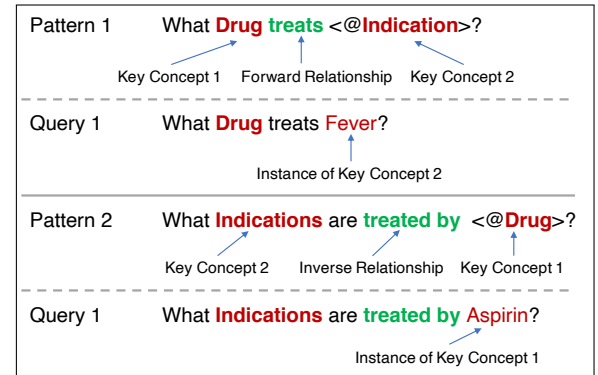 Pattern 1 What Drug treats <@Indication>?
Key Concept 1 Forward Relationship Key Concept 2
Query 1 What Drug treats Fever?
Instance of Key Concept 2
Pattern 2 What Indications are treated by <@Drug>?
Key Concept 2 Inverse Relationship Key Concept 1
Query 1 What Indications are treated by Aspirin?
Instance of Key Concept 1